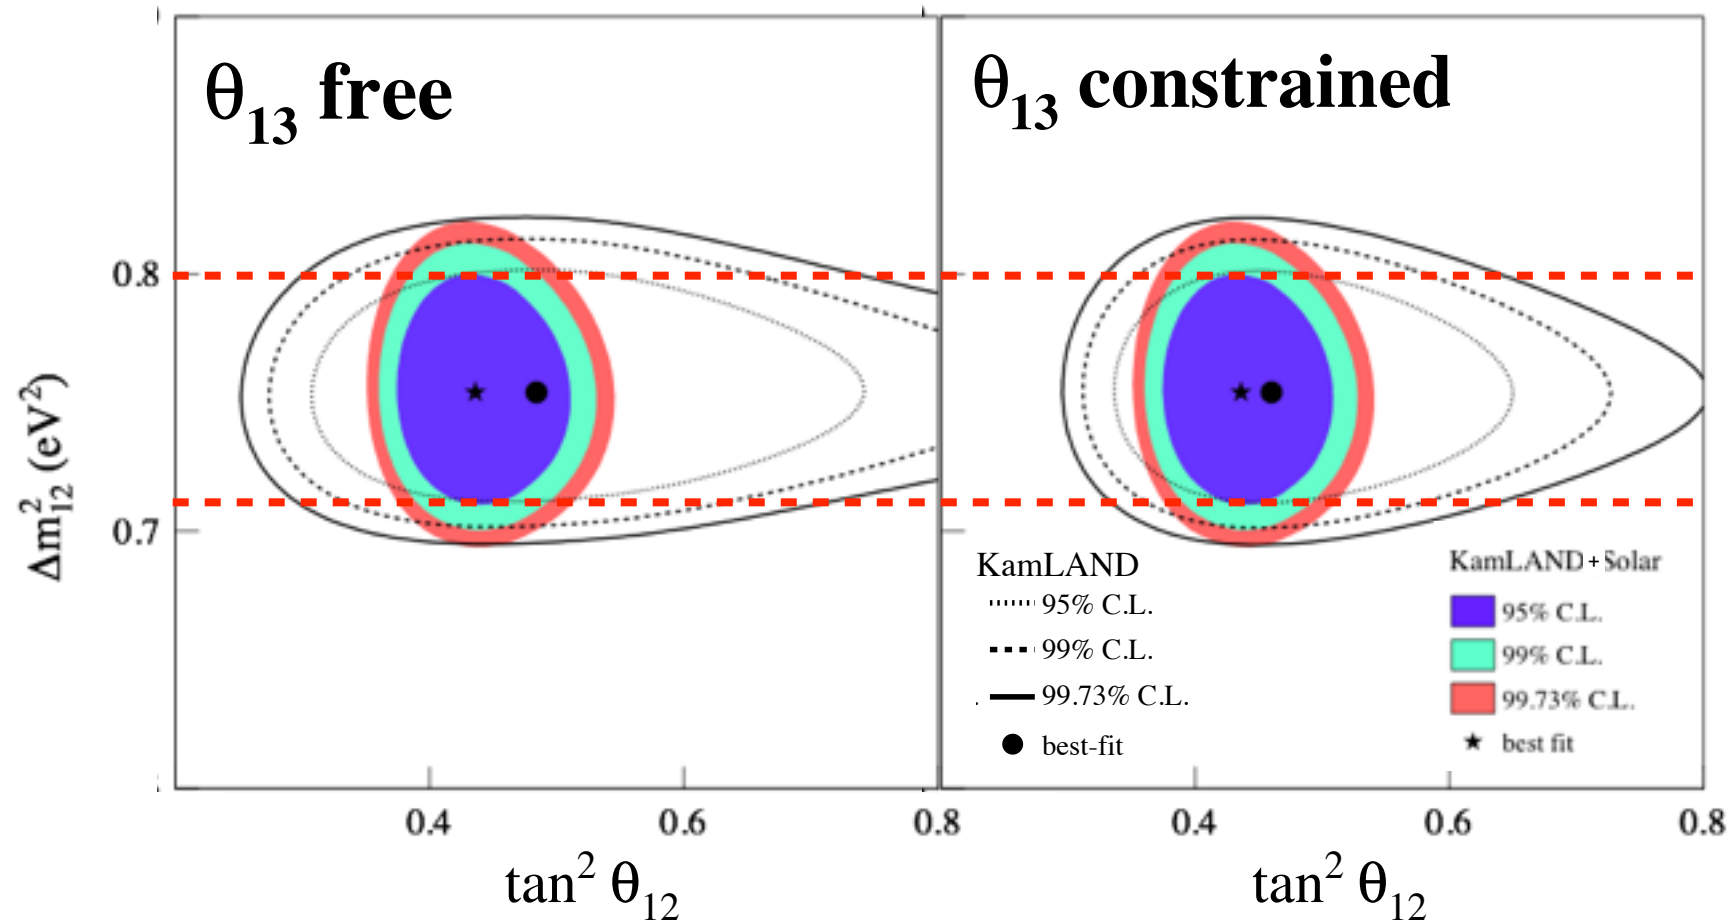 θ13 free
θ13 constrained
Δm²12 (eV²)
0.8
0.7
KamLAND
95% C.L.
99% C.L.
99.73% C.L.
best-fit
KamLAND+Solar
95% C.L.
99% C.L.
99.73% C.L.
best fit
0.4 0.6 0.8
0.4 0.6 0.8
tan² θ12
tan² θ12